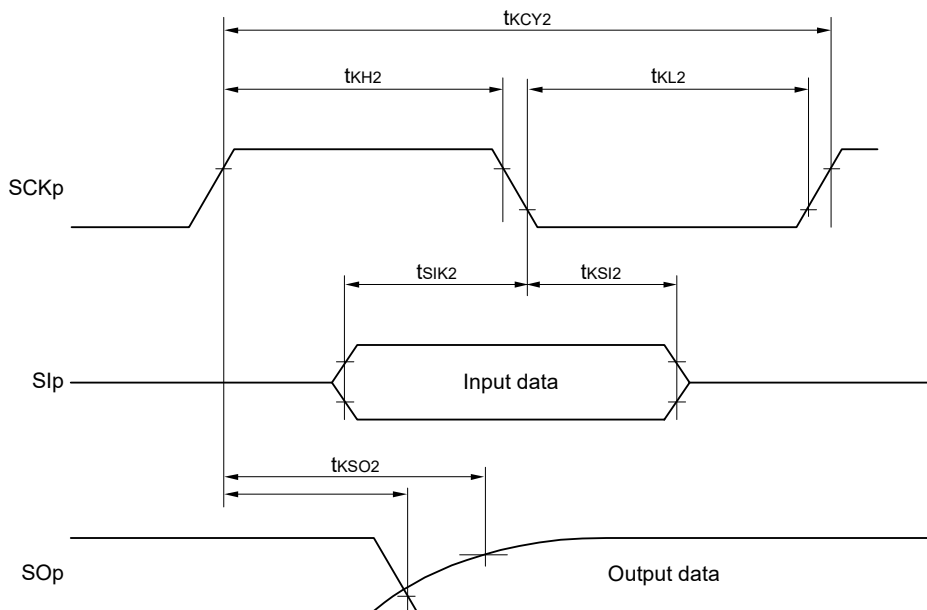 tKCY2
tKH2
tKL2
SCKp
tSIK2
tKSI2
SIp
Input data
tKSO2
SOp
Output data